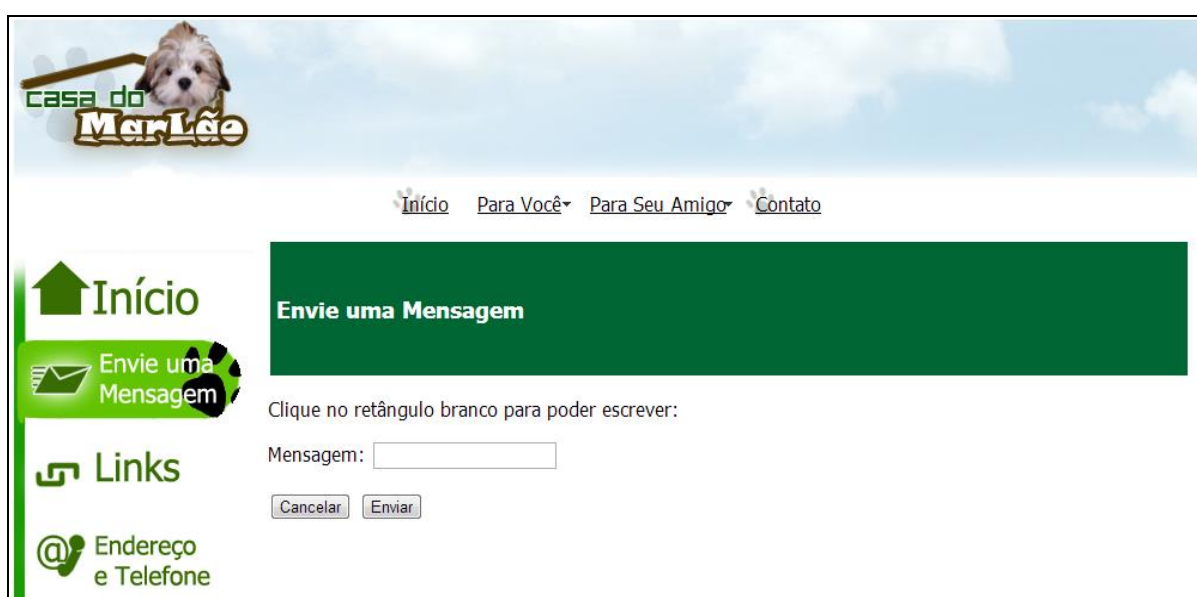 casa do
MarLão
Início Para Você Para Seu Amigo Contato
Início
Envie uma
Mensagem
Links
Endereço
e Telefone
Envie uma Mensagem
Clique no retângulo branco para poder escrever:
Mensagem:
Cancelar Enviar